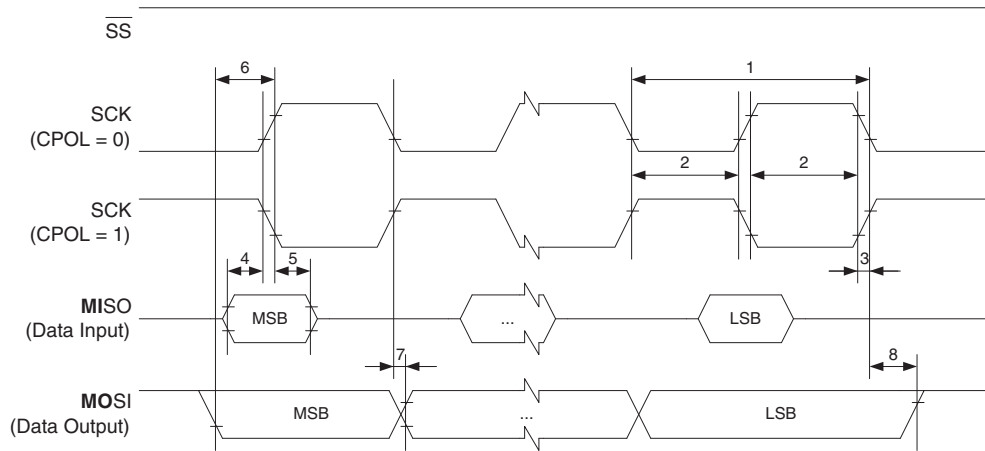 SS
6
1
SCK
(CPOL = 0)
2
2
SCK
(CPOL = 1)
4
5
3
MISO
(Data Input)
MSB
...
LSB
7
8
MOSI
(Data Output)
MSB
...
LSB